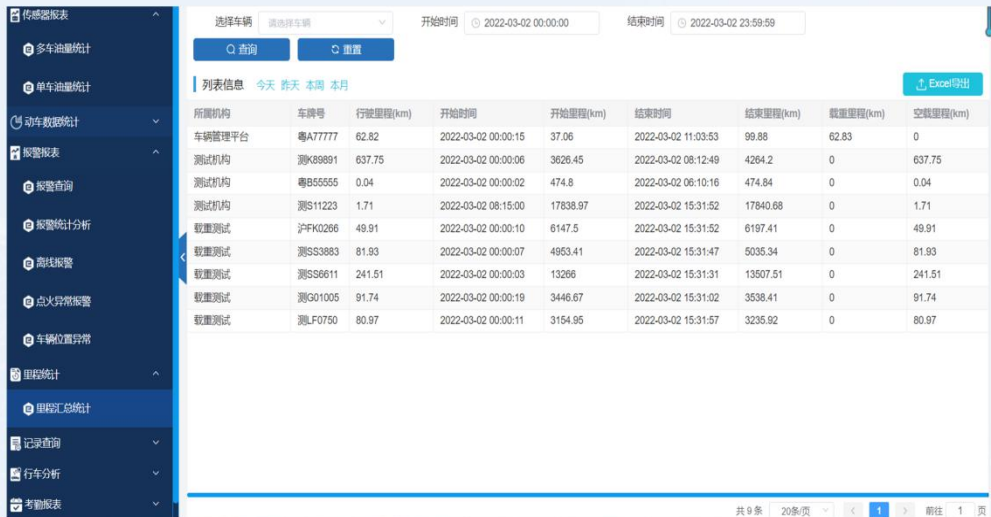 传感器报表
多车油量统计
单车油量统计
动车数据统计
报警报表
报警查询
报警统计分析
离线报警
点火异常报警
车辆位置异常
里程统计
里程汇总统计
记录查询
行车分析
考勤报表
选择车辆 请选择车辆 开始时间 2022-03-02 00:00:00 结束时间 2022-03-02 23:59:59
查询 重置
列表信息 今天 昨天 本周 本月 Excel导出
所属机构 车牌号 行驶里程(km) 开始时间 开始里程(km) 结束时间 结束里程(km) 载重里程(km) 空载里程(km)
车辆管理平台 粤A77777 62.82 2022-03-02 00:00:15 37.06 2022-03-02 11:03:53 99.88 62.83 0
测试机构 测K89891 637.75 2022-03-02 00:00:06 3626.45 2022-03-02 08:12:49 4264.2 0 637.75
测试机构 粤B55555 0.04 2022-03-02 00:00:02 474.8 2022-03-02 06:10:16 474.84 0 0.04
测试机构 测S11223 1.71 2022-03-02 08:15:00 17838.97 2022-03-02 15:31:52 17840.68 0 1.71
载重测试 沪FK0266 49.91 2022-03-02 00:00:10 6147.5 2022-03-02 15:31:52 6197.41 0 49.91
载重测试 测SS3883 81.93 2022-03-02 00:00:07 4953.41 2022-03-02 15:31:47 5035.34 0 81.93
载重测试 测SS6611 241.51 2022-03-02 00:00:03 13266 2022-03-02 15:31:31 13507.51 0 241.51
载重测试 测G01005 91.74 2022-03-02 00:00:19 3446.67 2022-03-02 15:31:02 3538.41 0 91.74
载重测试 测LF0750 80.97 2022-03-02 00:00:11 3154.95 2022-03-02 15:31:57 3235.92 0 80.97
共 9 条 20条/页 1 前往 1 页